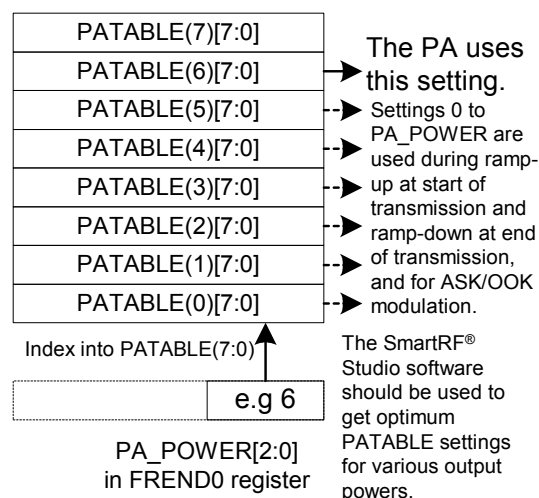 PATABLE(7)[7:0]
PATABLE(6)[7:0]
PATABLE(5)[7:0]
PATABLE(4)[7:0]
PATABLE(3)[7:0]
PATABLE(2)[7:0]
PATABLE(1)[7:0]
PATABLE(0)[7:0]
Index into PATABLE(7:0)
e.g 6
PA_POWER[2:0]
in FREND0 register
The PA uses
this setting.
Settings 0 to
PA_POWER are
used during ramp-
up at start of
transmission and
ramp-down at end
of transmission,
and for ASK/OOK
modulation.
The SmartRF®
Studio software
should be used to
get optimum
PATABLE settings
for various output
powers.